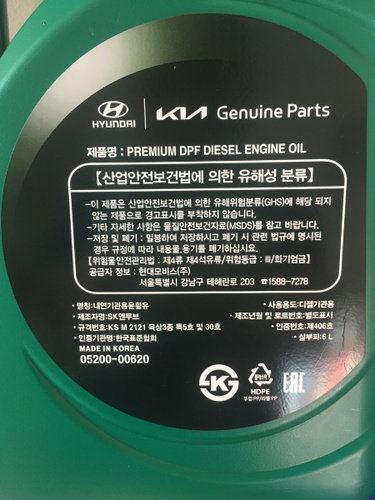 HYUNDAI
KIA Genuine Parts
제품명 : PREMIUM DPF DIESEL ENGINE OIL
【산업안전보건법에 의한 유해성 분류】
-이 제품은 산업안전보건법에 의한 유해위험분류(GHS)에 해당 되지
않는 제품으로 경고표시를 부착하지 않습니다.
-기타 자세한 사항은 물질안전보건자료(MSDS)를 참고 바랍니다.
-저장 및 폐기 : 밀봉하여 저장하시고 폐기 시 관련 법규에 명시된
경우 규정에 따라 내용물,용기를 폐기하십시요.
【위험물안전관리법】 제4류 제4석유류/위험등급 : Ⅲ/화기엄금
공급자 정보 : 현대모비스(주)
서울특별시 강남구 테헤란로 203 ☎1588-7278
•명칭:내연기관용윤활유
•사용용도:디젤기관용
•제조자명:SK엔무브
•제조년월 및 로트번호:별도표시
•규격번호:KS M 2121 육상3종 특5호 및 30호
•인증번호:제406호
•인증기관명:한국표준협회
•실부피:6 L
MADE IN KOREA
05200-00620
HDPE
뚜껑:PP/라벨:PP
EAC